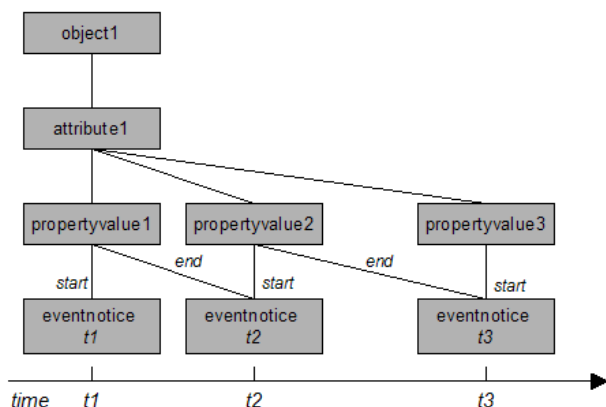 object1
attribute1
propertyvalue1 propertyvalue2 propertyvalue3
end end
start start start
eventnotice eventnotice eventnotice
t1 t2 t3
time t1 t2 t3